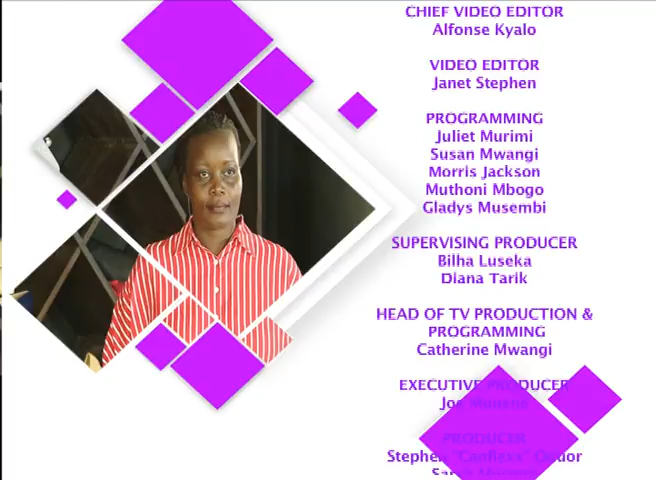 CHIEF VIDEO EDITOR
Alfonse Kyalo
VIDEO EDITOR
Janet Stephen
PROGRAMMING
Juliet Murimi
Susan Mwangi
Morris Jackson
Muthoni Mbogo
Gladys Musembi
SUPERVISING PRODUCER
Bilha Luseka
Diana Tarik
HEAD OF TV PRODUCTION &
PROGRAMMING
Catherine Mwangi
EXECUTIVE PRODUCER
PRODUCER
Stephen